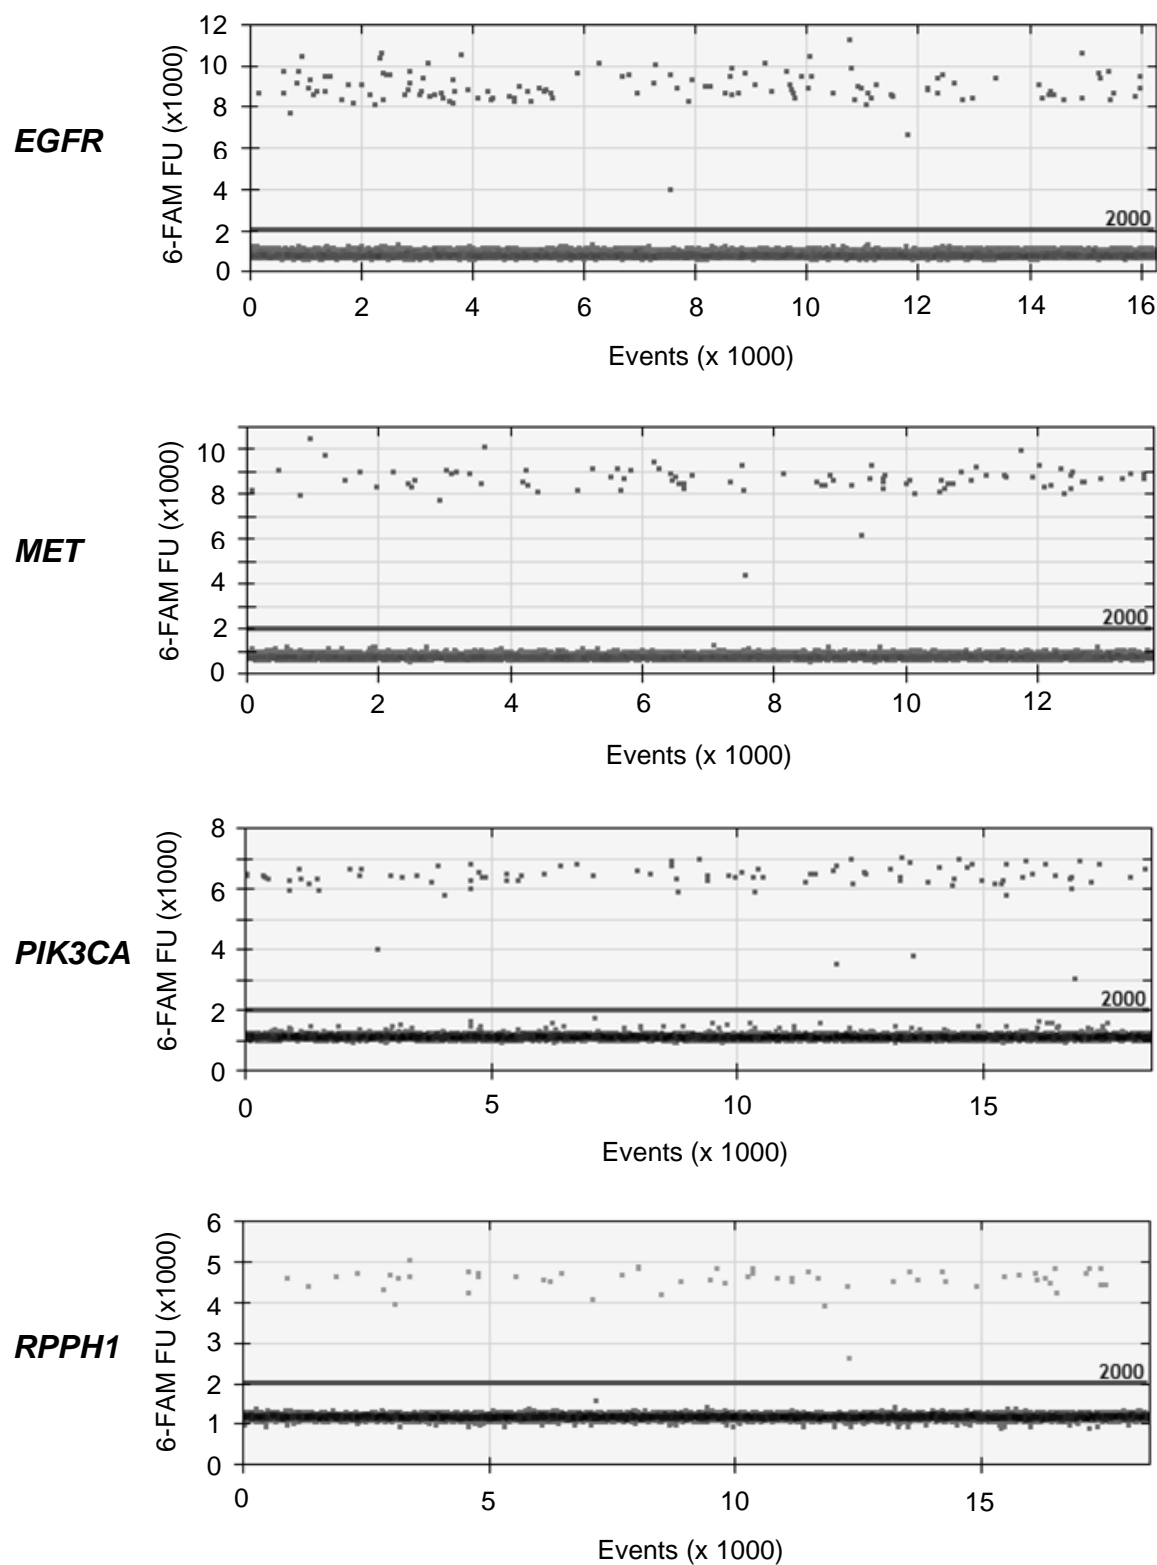 EGFR
6-FAM FU (x1000)
12
10
8
6
4
2
0
2000
0 2 4 6 8 10 12 14 16
Events (x 1000)
MET
6-FAM FU (x1000)
10
8
6
4
2
0
2000
0 2 4 6 8 10 12
Events (x 1000)
PIK3CA
6-FAM FU (x1000)
8
6
4
2
0
2000
0 5 10 15
Events (x 1000)
RPPH1
6-FAM FU (x1000)
6
5
4
3
2
1
0
2000
0 5 10 15
Events (x 1000)